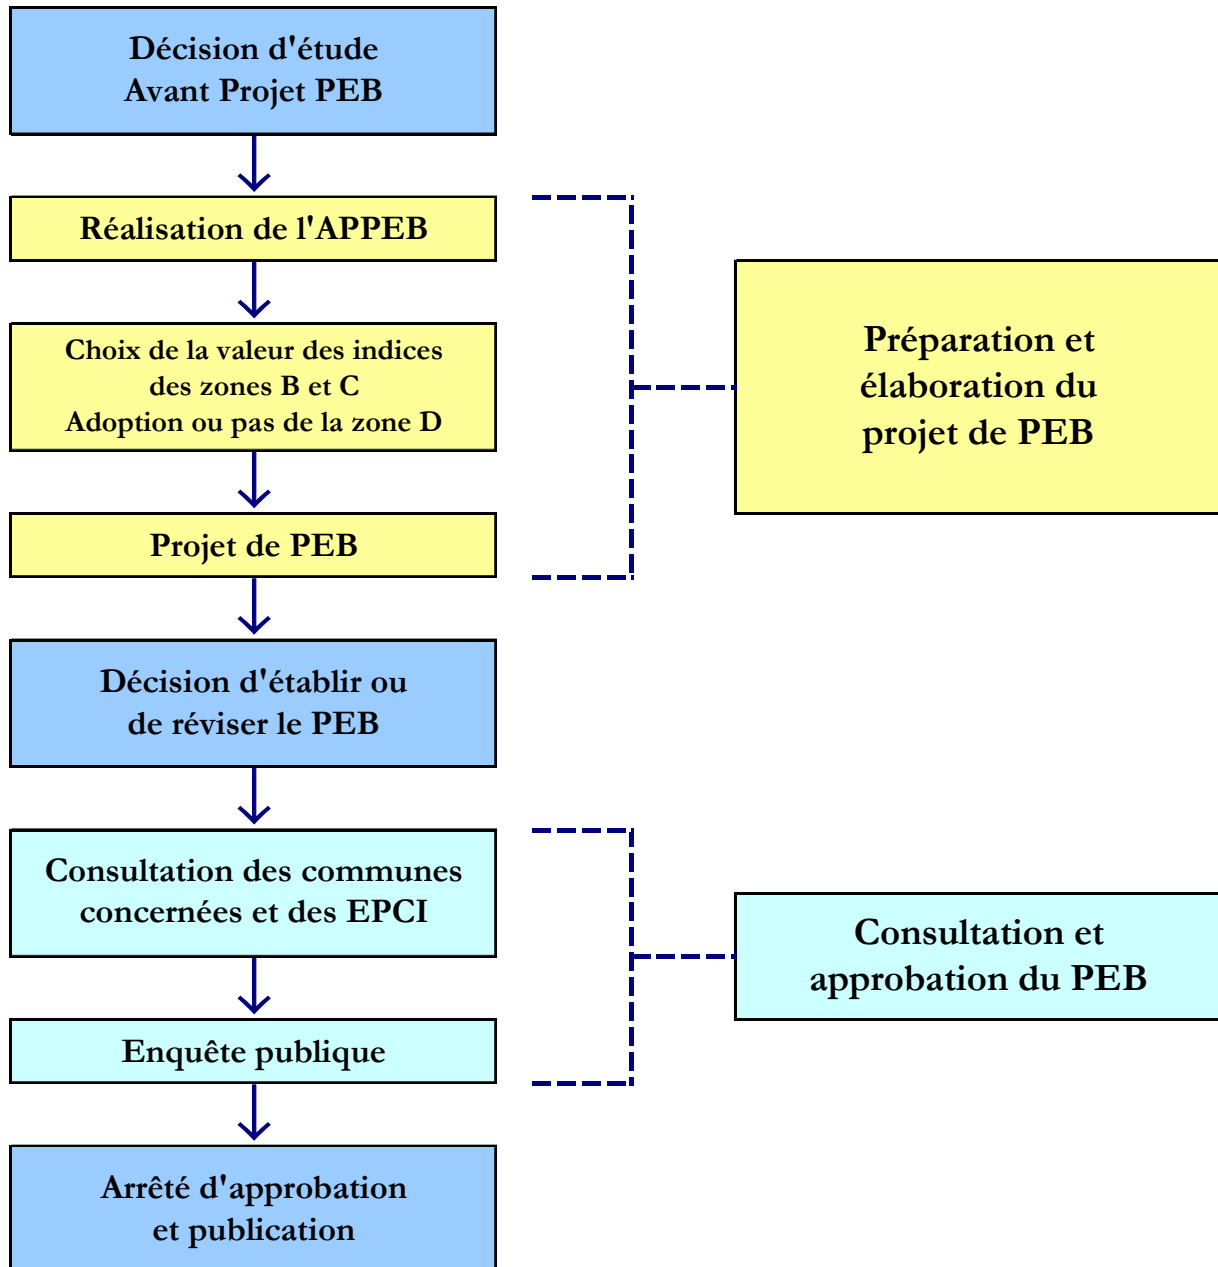 Décision d'étude
Avant Projet PEB
Réalisation de l'APPEB
Choix de la valeur des indices
des zones B et C
Adoption ou pas de la zone D
Projet de PEB
Préparation et
élaboration du
projet de PEB
Décision d'établir ou
de réviser le PEB
Consultation des communes
concernées et des EPCI
Enquête publique
Consultation et
approbation du PEB
Arrêté d'approbation
et publication